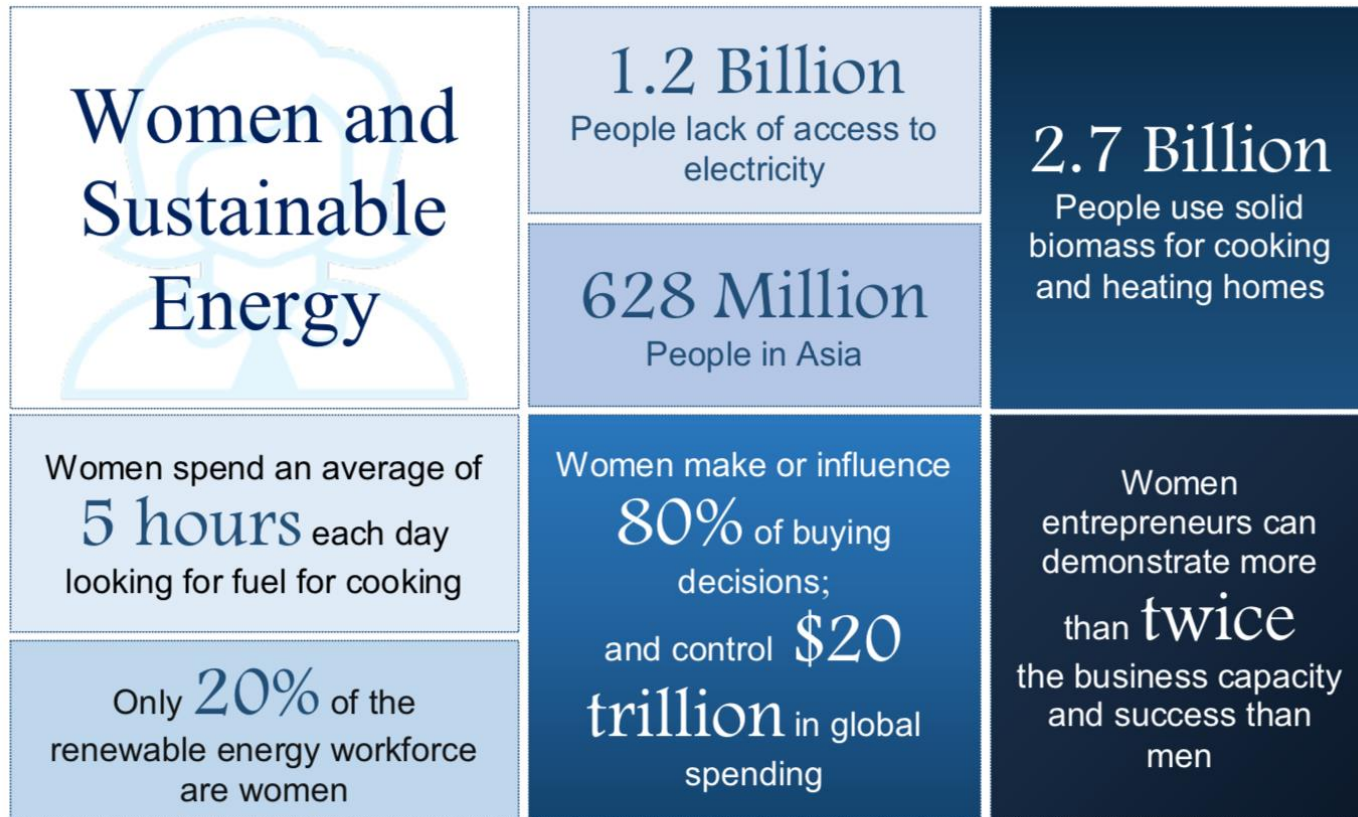 Women and
Sustainable
Energy
1.2 Billion
People lack of access to
electricity
628 Million
People in Asia
2.7 Billion
People use solid
biomass for cooking
and heating homes
Women spend an average of
5 hours each day
looking for fuel for cooking
Only 20% of the
renewable energy workforce
are women
Women make or influence
80% of buying
decisions;
and control $20
trillion in global
spending
Women
entrepreneurs can
demonstrate more
than twice
the business capacity
and success than
men